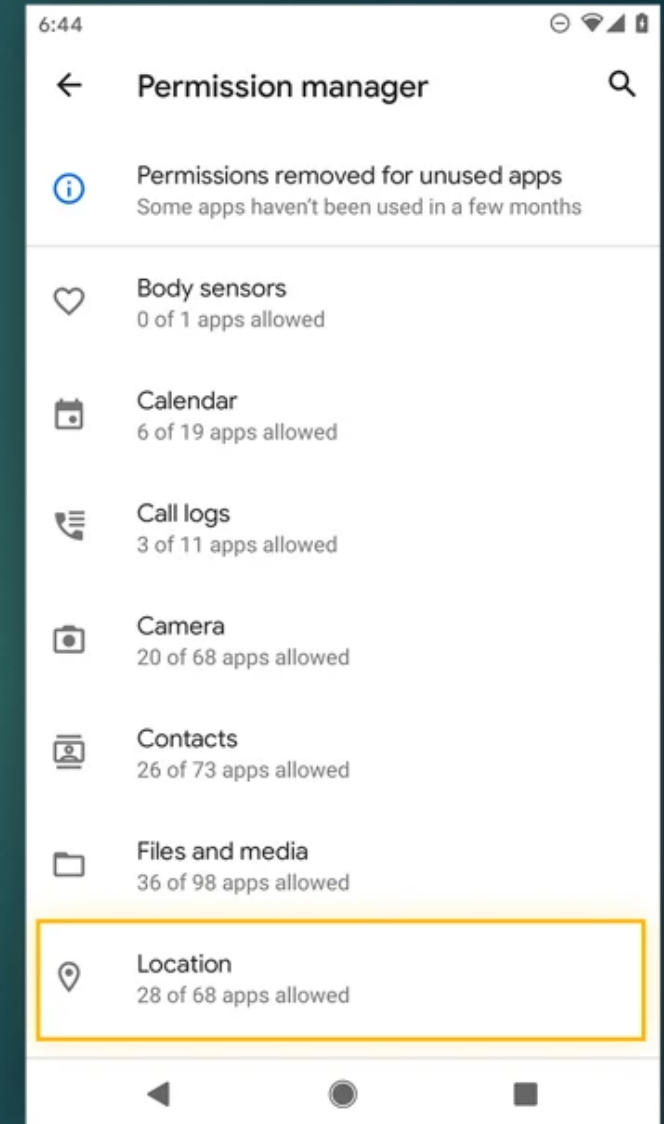 6:44
Permission manager
Permissions removed for unused apps
Some apps haven't been used in a few months
Body sensors
0 of 1 apps allowed
Calendar
6 of 19 apps allowed
Call logs
3 of 11 apps allowed
Camera
20 of 68 apps allowed
Contacts
26 of 73 apps allowed
Files and media
36 of 98 apps allowed
Location
28 of 68 apps allowed